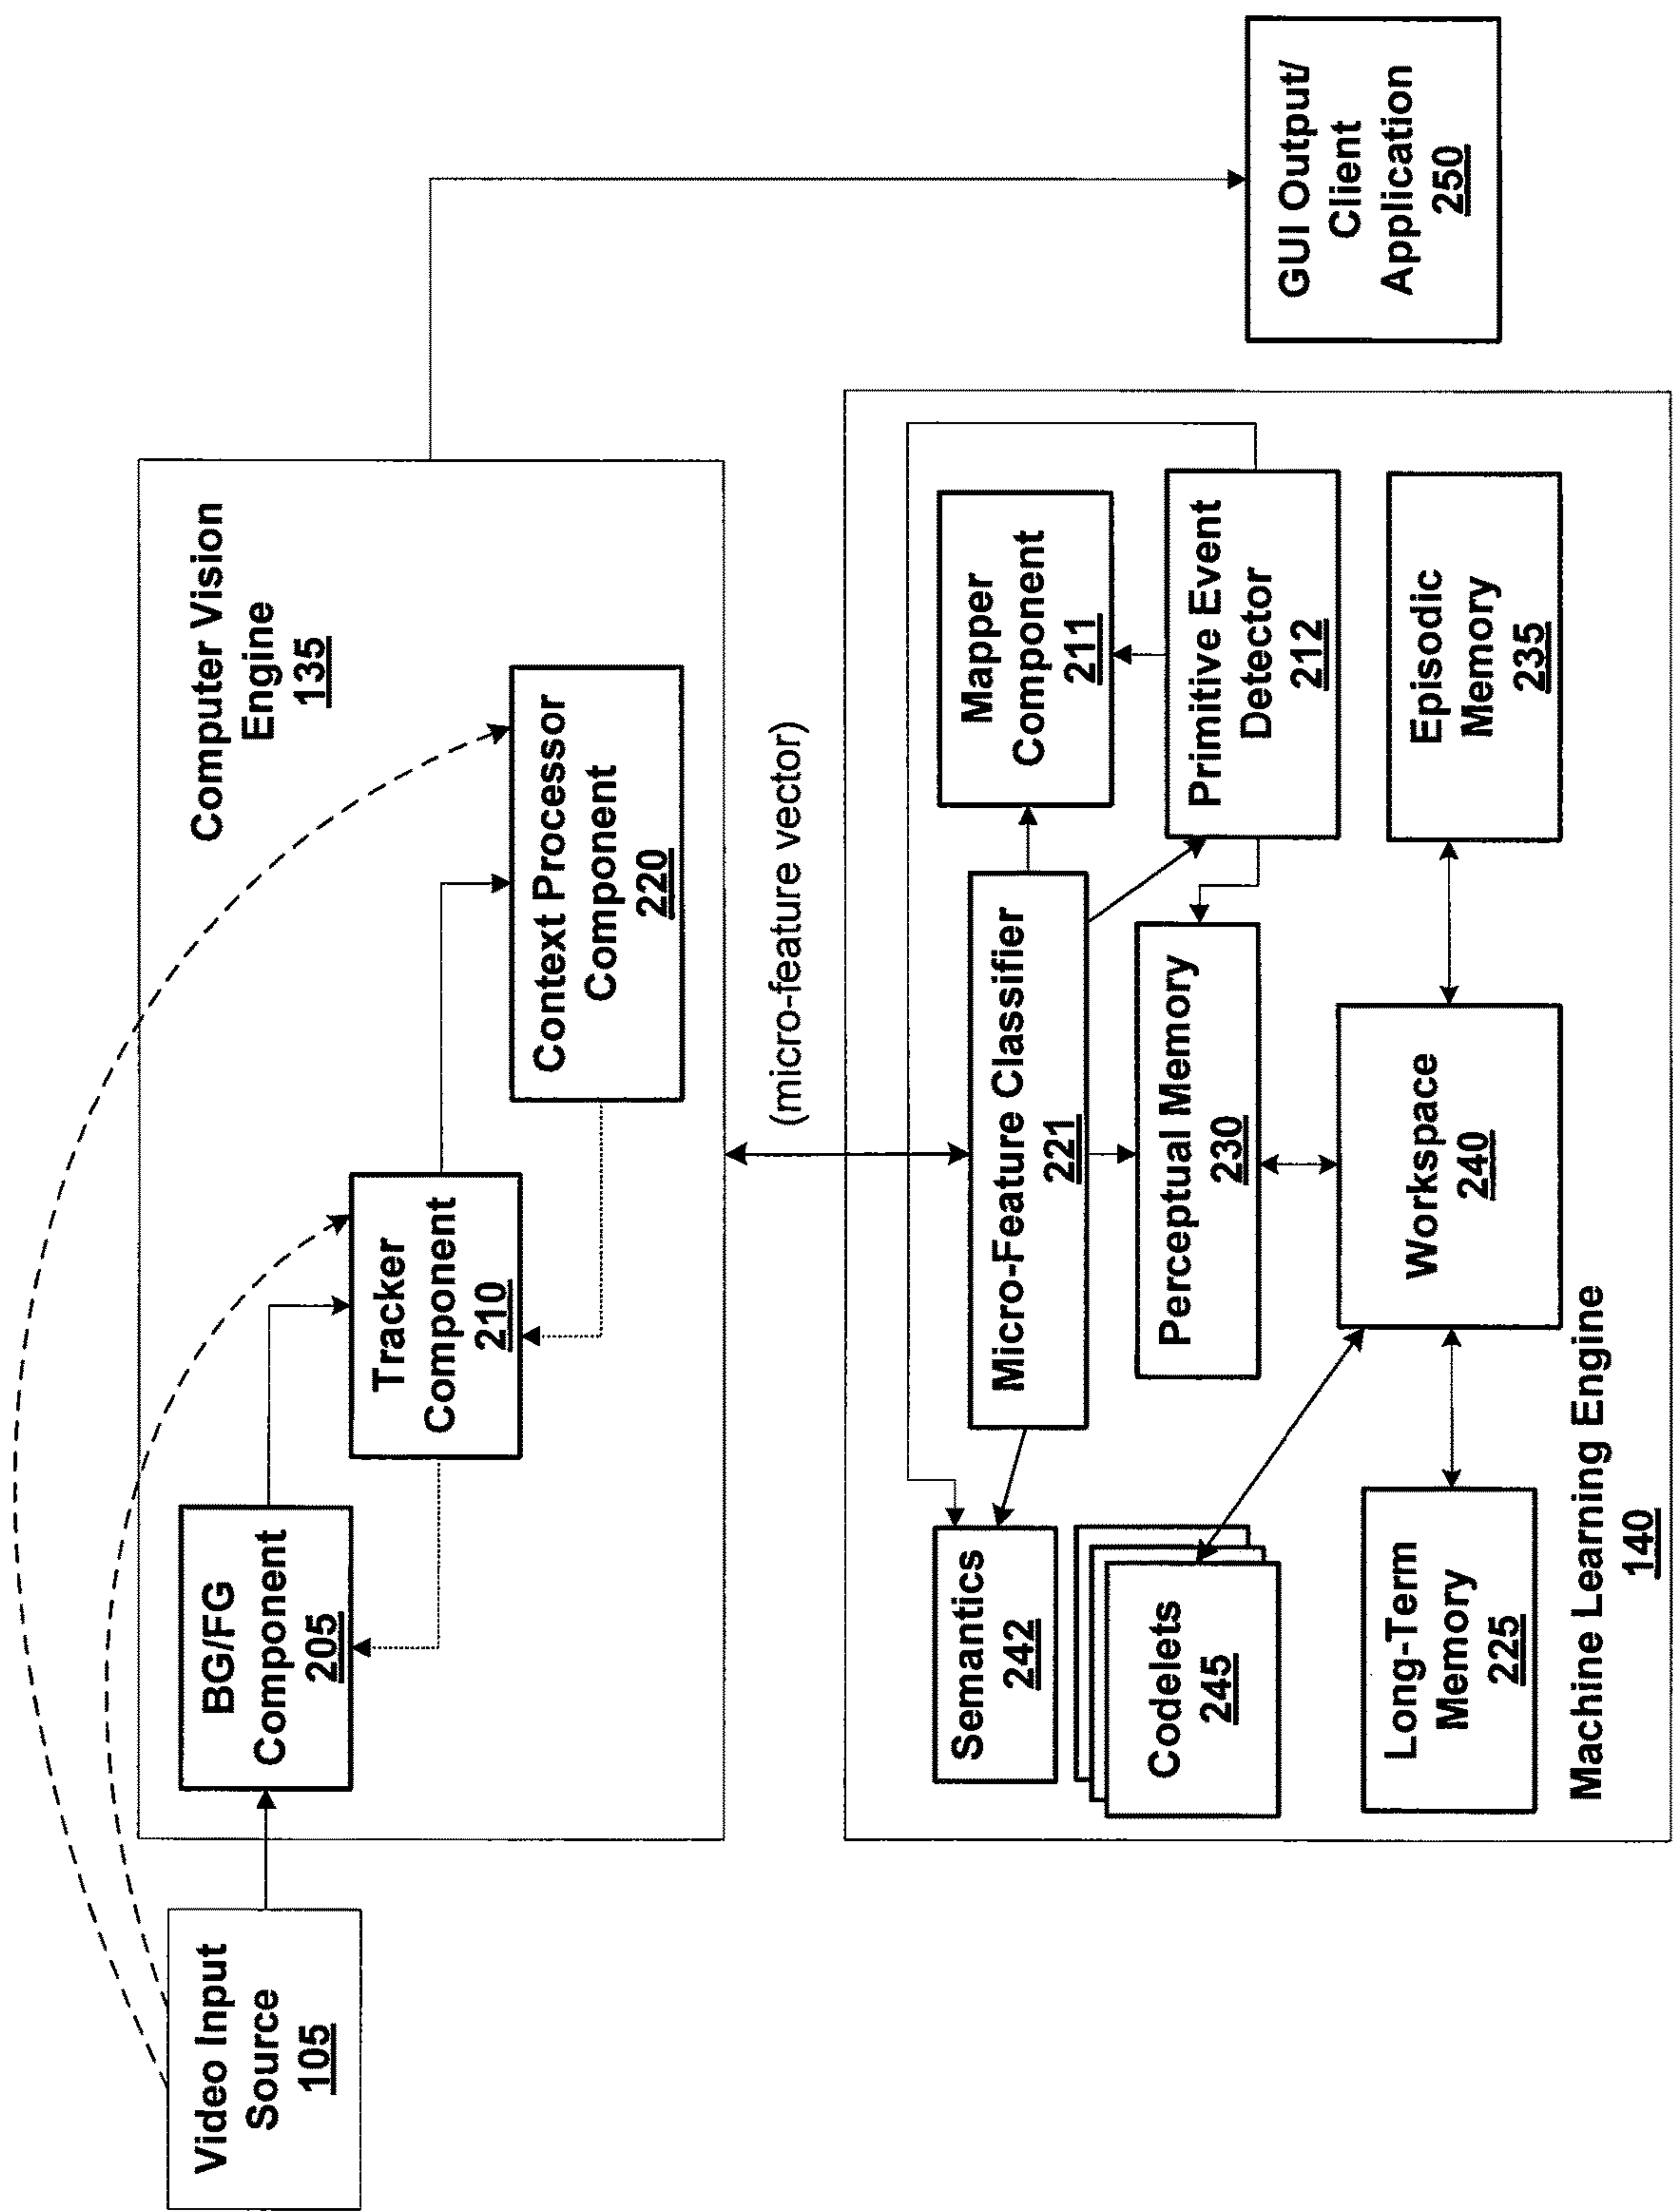 Video Input
Source
105
Computer Vision
Engine
135
BG/FG
Component
205
Tracker
Component
210
Context Processor
Component
220
(micro-feature vector)
GUI Output/
Client
Application
250
Semantics
242
Micro-Feature Classifier
221
Mapper
Component
211
Codelets
245
Perceptual Memory
230
Primitive Event
Detector
212
Long-Term
Memory
225
Workspace
240
Episodic
Memory
235
Machine Learning Engine
140